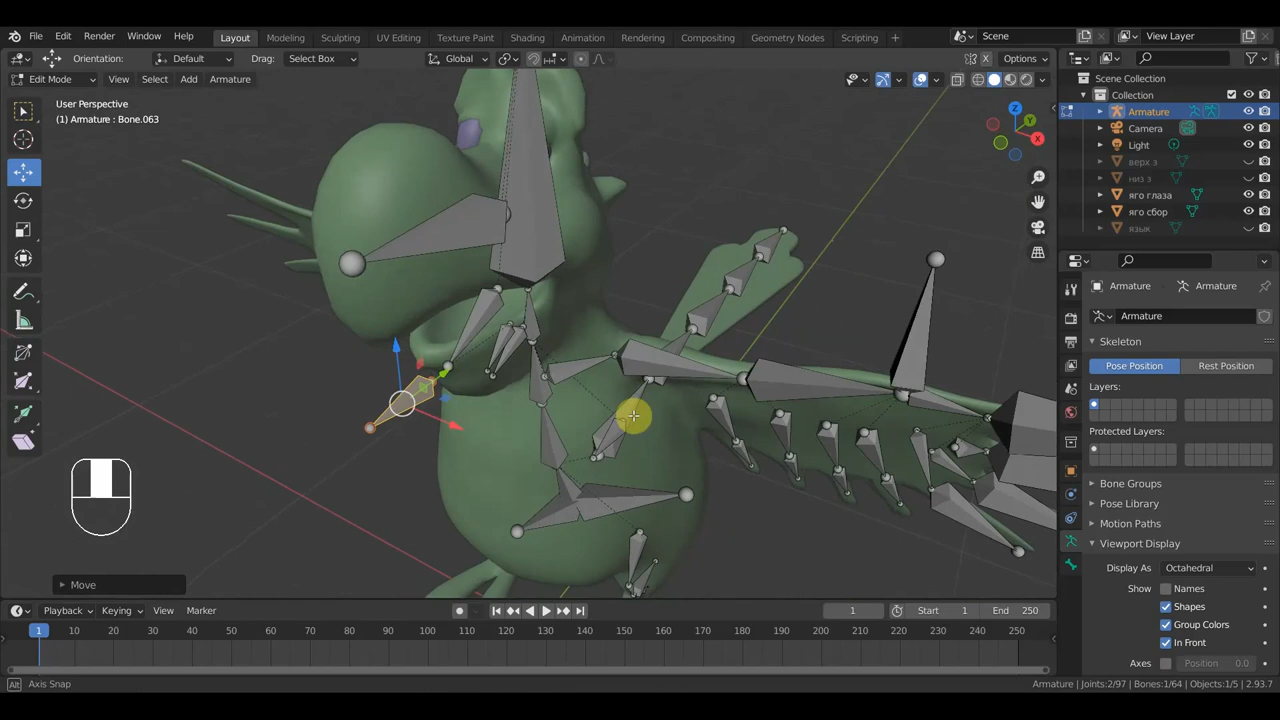 File Edit Render Window Help Layout Modeling Sculpting UV Editing Texture Paint Shading Animation Rendering Compositing Geometry Nodes Scripting + Scene View Layer
Orientation: Default Drag: Select Box Global X Options
Edit Mode View Select Add Armature
User Perspective
(1) Armature : Bone.063
Z
Y
X
Scene Collection
Collection
Armature
Camera
Light
верх з
низ з
яго глаза
яго сбор
язык
Armature Armature
Armature
Skeleton
Pose Position Rest Position
Layers:
Protected Layers:
Bone Groups
Pose Library
Motion Paths
Viewport Display
Display As Octahedral
Show Names
Shapes
Group Colors
In Front
Axes Position 0.0
Move
Playback Keying View Marker 1 Start 1 End 250
1 10 20 30 40 50 60 70 80 90 100 110 120 130 140 150 160 170 180 190 200 210 220 230 240 250
Alt Axis Snap Armature | Joints:2/97 | Bones:1/64 | Objects:1/5 | 2.93.7